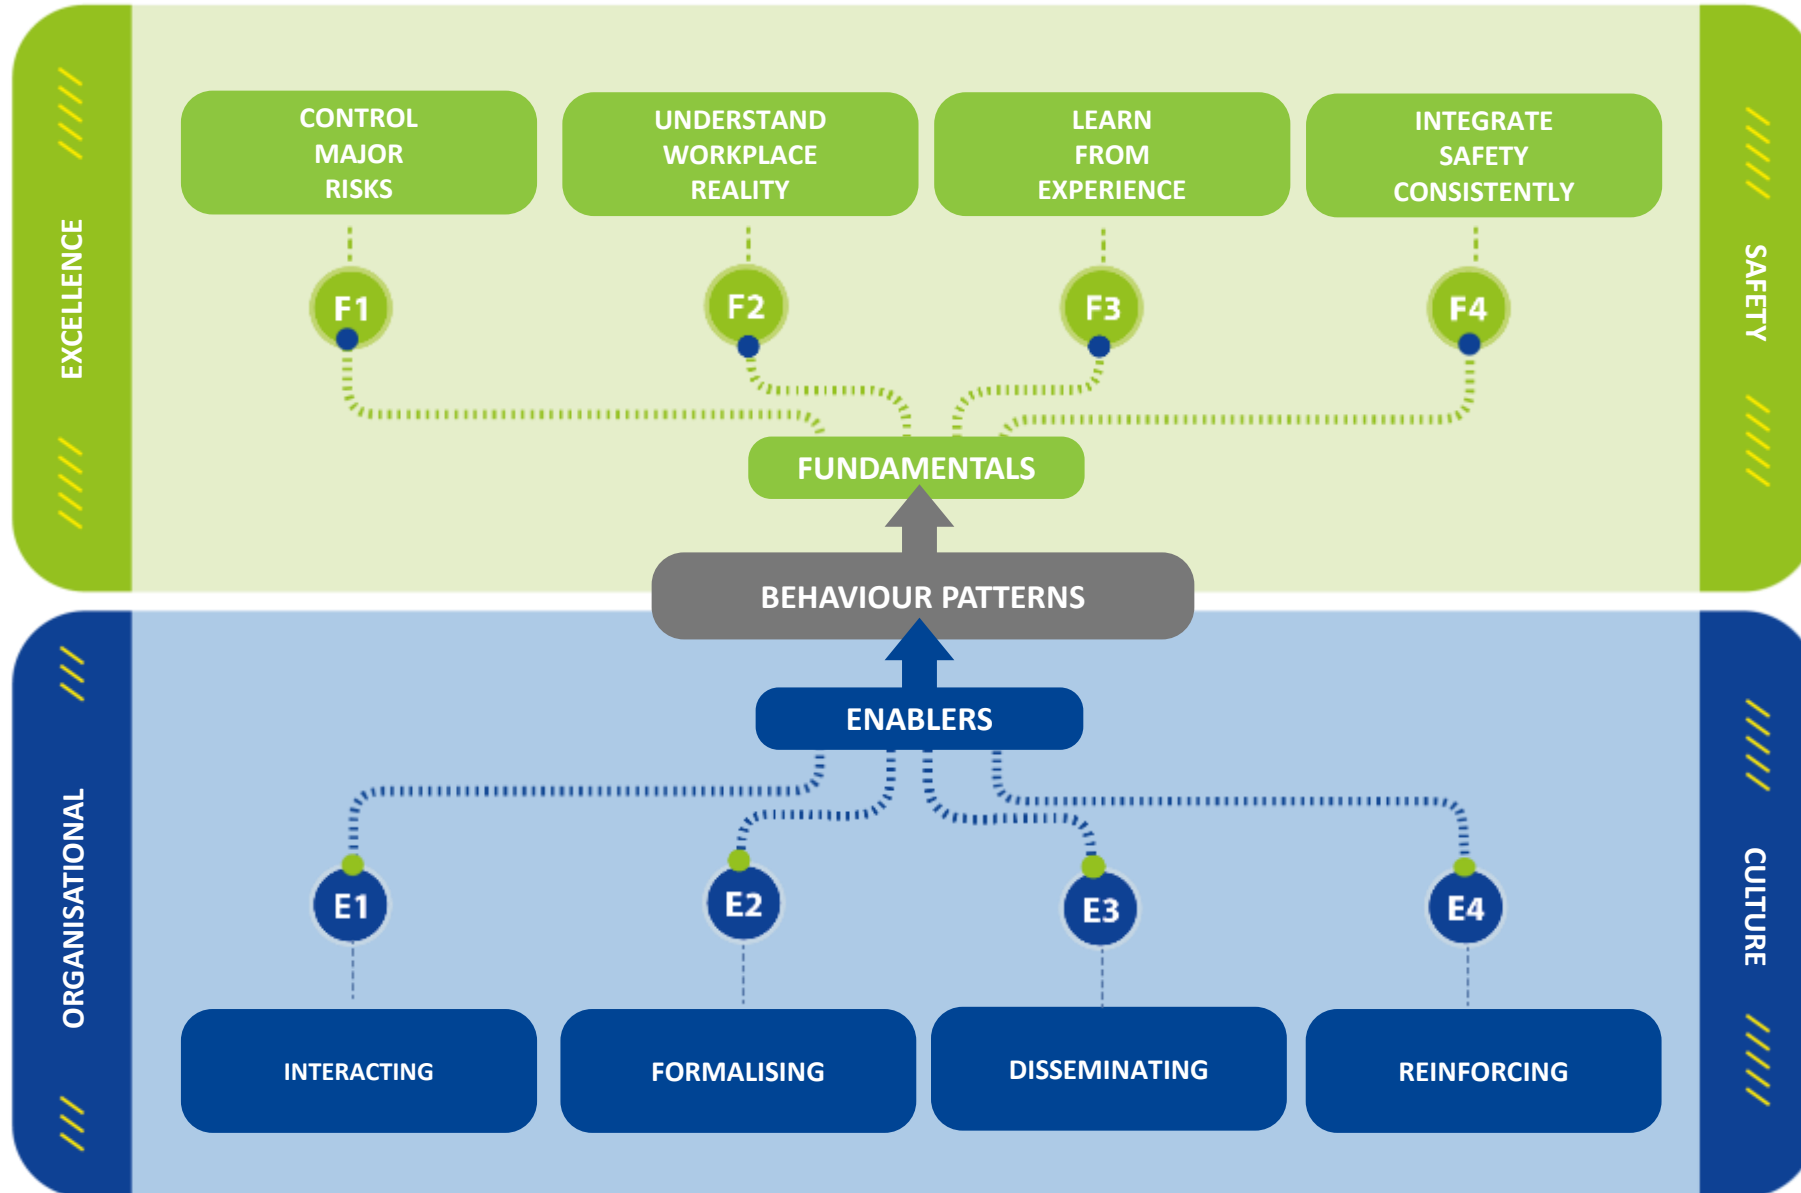 EXCELLENCE
SAFETY
CONTROL
MAJOR
RISKS
UNDERSTAND
WORKPLACE
REALITY
LEARN
FROM
EXPERIENCE
INTEGRATE
SAFETY
CONSISTENTLY
F1
F2
F3
F4
FUNDAMENTALS
BEHAVIOUR PATTERNS
ENABLERS
ORGANISATIONAL
CULTURE
E1
E2
E3
E4
INTERACTING
FORMALISING
DISSEMINATING
REINFORCING